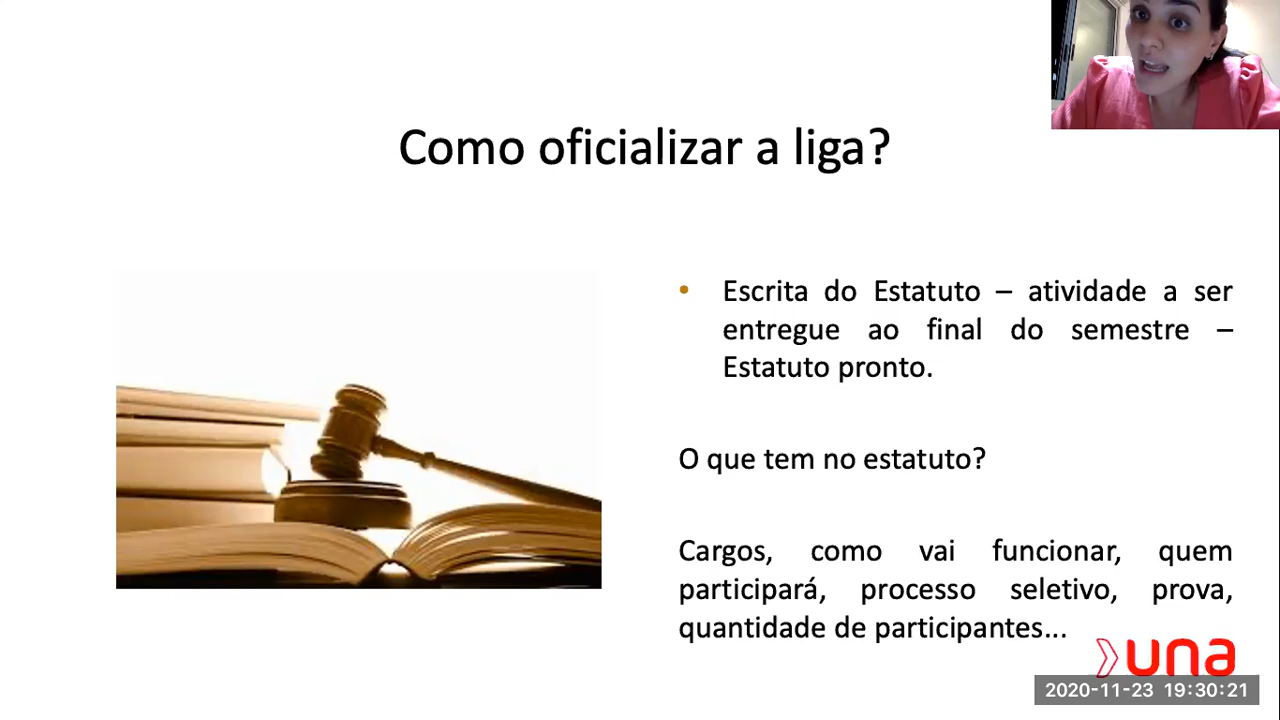 Como oficializar a liga?
• Escrita do Estatuto – atividade a ser
entregue ao final do semestre –
Estatuto pronto.
O que tem no estatuto?
Cargos, como vai funcionar, quem
participará, processo seletivo, prova,
quantidade de participantes...
una
2020-11-23 19:30:21